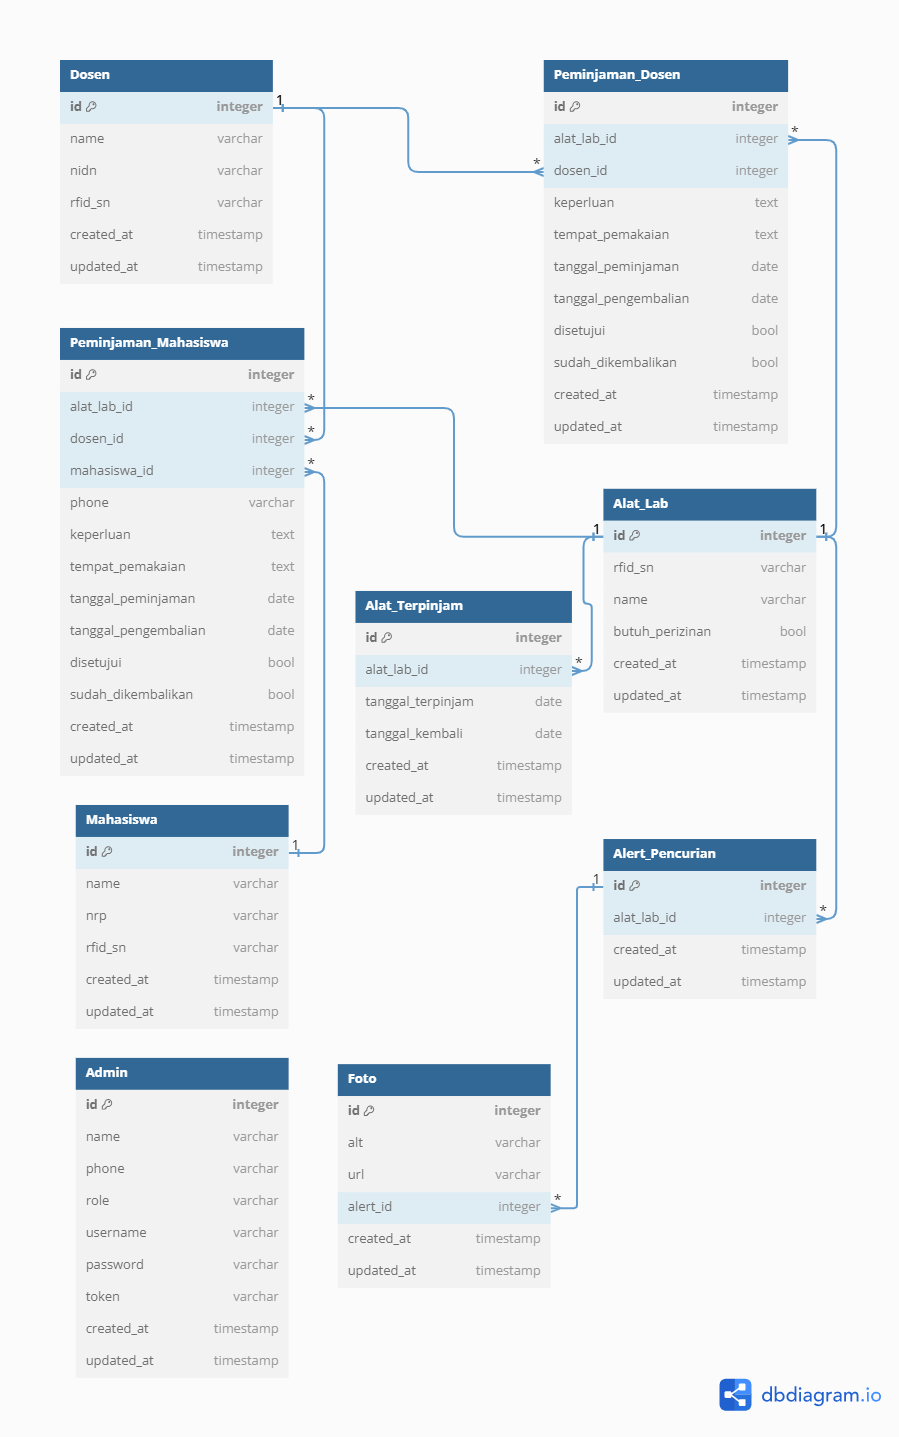 Dosen
id integer
name varchar
nidn varchar
rfid_sn varchar
created_at timestamp
updated_at timestamp
1
Peminjaman_Dosen
id integer
alat_lab_id integer
dosen_id integer
keperluan text
tempat_pemakaian text
tanggal_peminjaman date
tanggal_pengembalian date
disetujui bool
sudah_dikembalikan bool
created_at timestamp
updated_at timestamp
*
*
Peminjaman_Mahasiswa
id integer
alat_lab_id integer
dosen_id integer
mahasiswa_id integer
phone varchar
keperluan text
tempat_pemakaian text
tanggal_peminjaman date
tanggal_pengembalian date
disetujui bool
sudah_dikembalikan bool
created_at timestamp
updated_at timestamp
*
*
*
Alat_Lab
id integer
rfid_sn varchar
name varchar
butuh_perizinan bool
created_at timestamp
updated_at timestamp
1
1
Alat_Terpinjam
id integer
alat_lab_id integer
tanggal_terpinjam date
tanggal_kembali date
created_at timestamp
updated_at timestamp
*
Mahasiswa
id integer
name varchar
nrp varchar
rfid_sn varchar
created_at timestamp
updated_at timestamp
1
Alert_Pencurian
id integer
alat_lab_id integer
created_at timestamp
updated_at timestamp
1
*
Admin
id integer
name varchar
phone varchar
role varchar
username varchar
password varchar
token varchar
created_at timestamp
updated_at timestamp
Foto
id integer
alt varchar
url varchar
alert_id integer
created_at timestamp
updated_at timestamp
*
dbdiagram.io